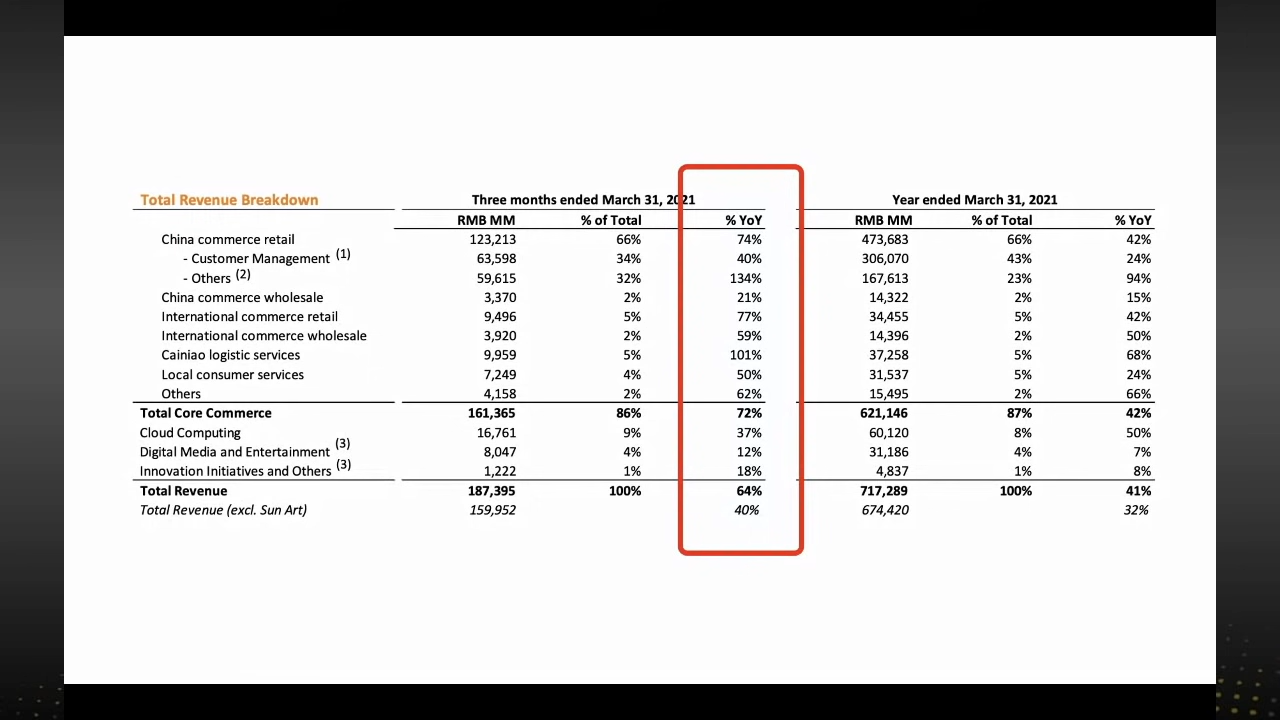 Total Revenue Breakdown Three months ended March 31, 2021 Year ended March 31, 2021
RMB MM % of Total % YoY RMB MM % of Total % YoY
China commerce retail 123,213 66% 74% 473,683 66% 42%
- Customer Management (1) 63,598 34% 40% 306,070 43% 24%
- Others (2) 59,615 32% 134% 167,613 23% 94%
China commerce wholesale 3,370 2% 21% 14,322 2% 15%
International commerce retail 9,496 5% 77% 34,455 5% 42%
International commerce wholesale 3,920 2% 59% 14,396 2% 50%
Cainiao logistic services 9,959 5% 101% 37,258 5% 68%
Local consumer services 7,249 4% 50% 31,537 5% 24%
Others 4,158 2% 62% 15,495 2% 66%
Total Core Commerce 161,365 86% 72% 621,146 87% 42%
Cloud Computing 16,761 9% 37% 60,120 8% 50%
Digital Media and Entertainment (3) 8,047 4% 12% 31,186 4% 7%
Innovation Initiatives and Others (3) 1,222 1% 18% 4,837 1% 8%
Total Revenue 187,395 100% 64% 717,289 100% 41%
Total Revenue (excl. Sun Art) 159,952 40% 674,420 32%